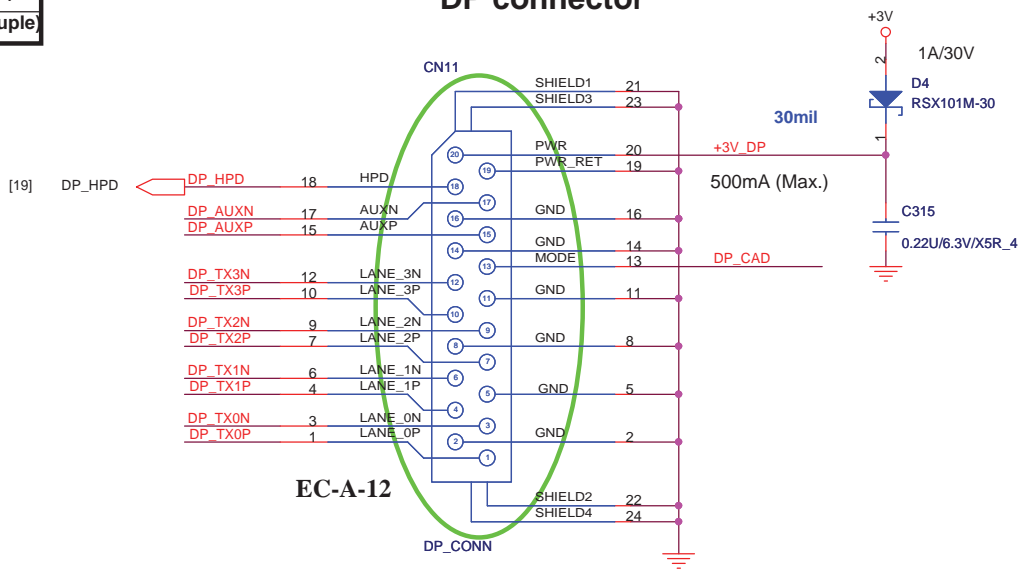 uple)
DP connector
+3V
2
1A/30V
D4
RSX101M-30
1
30mil
+3V_DP
500mA (Max.)
C315
0.22U/6.3V/X5R_4
CN11
SHIELD1 21
SHIELD3 23
20 PWR 20
19 PWR_RET 19
[19] DP_HPD DP_HPD 18 HPD 18
DP_AUXN 17 AUXN 17
16 GND 16
DP_AUXP 15 AUXP 15
14 GND 14
13 MODE 13 DP_CAD
DP_TX3N 12 LANE_3N 12
DP_TX3P 10 LANE_3P 10
11 GND 11
DP_TX2N 9 LANE_2N 9
DP_TX2P 7 LANE_2P 7
8 GND 8
DP_TX1N 6 LANE_1N 6
DP_TX1P 4 LANE_1P 4
5 GND 5
DP_TX0N 3 LANE_0N 3
DP_TX0P 1 LANE_0P 1
2 GND 2
EC-A-12
SHIELD2 22
SHIELD4 24
DP_CONN